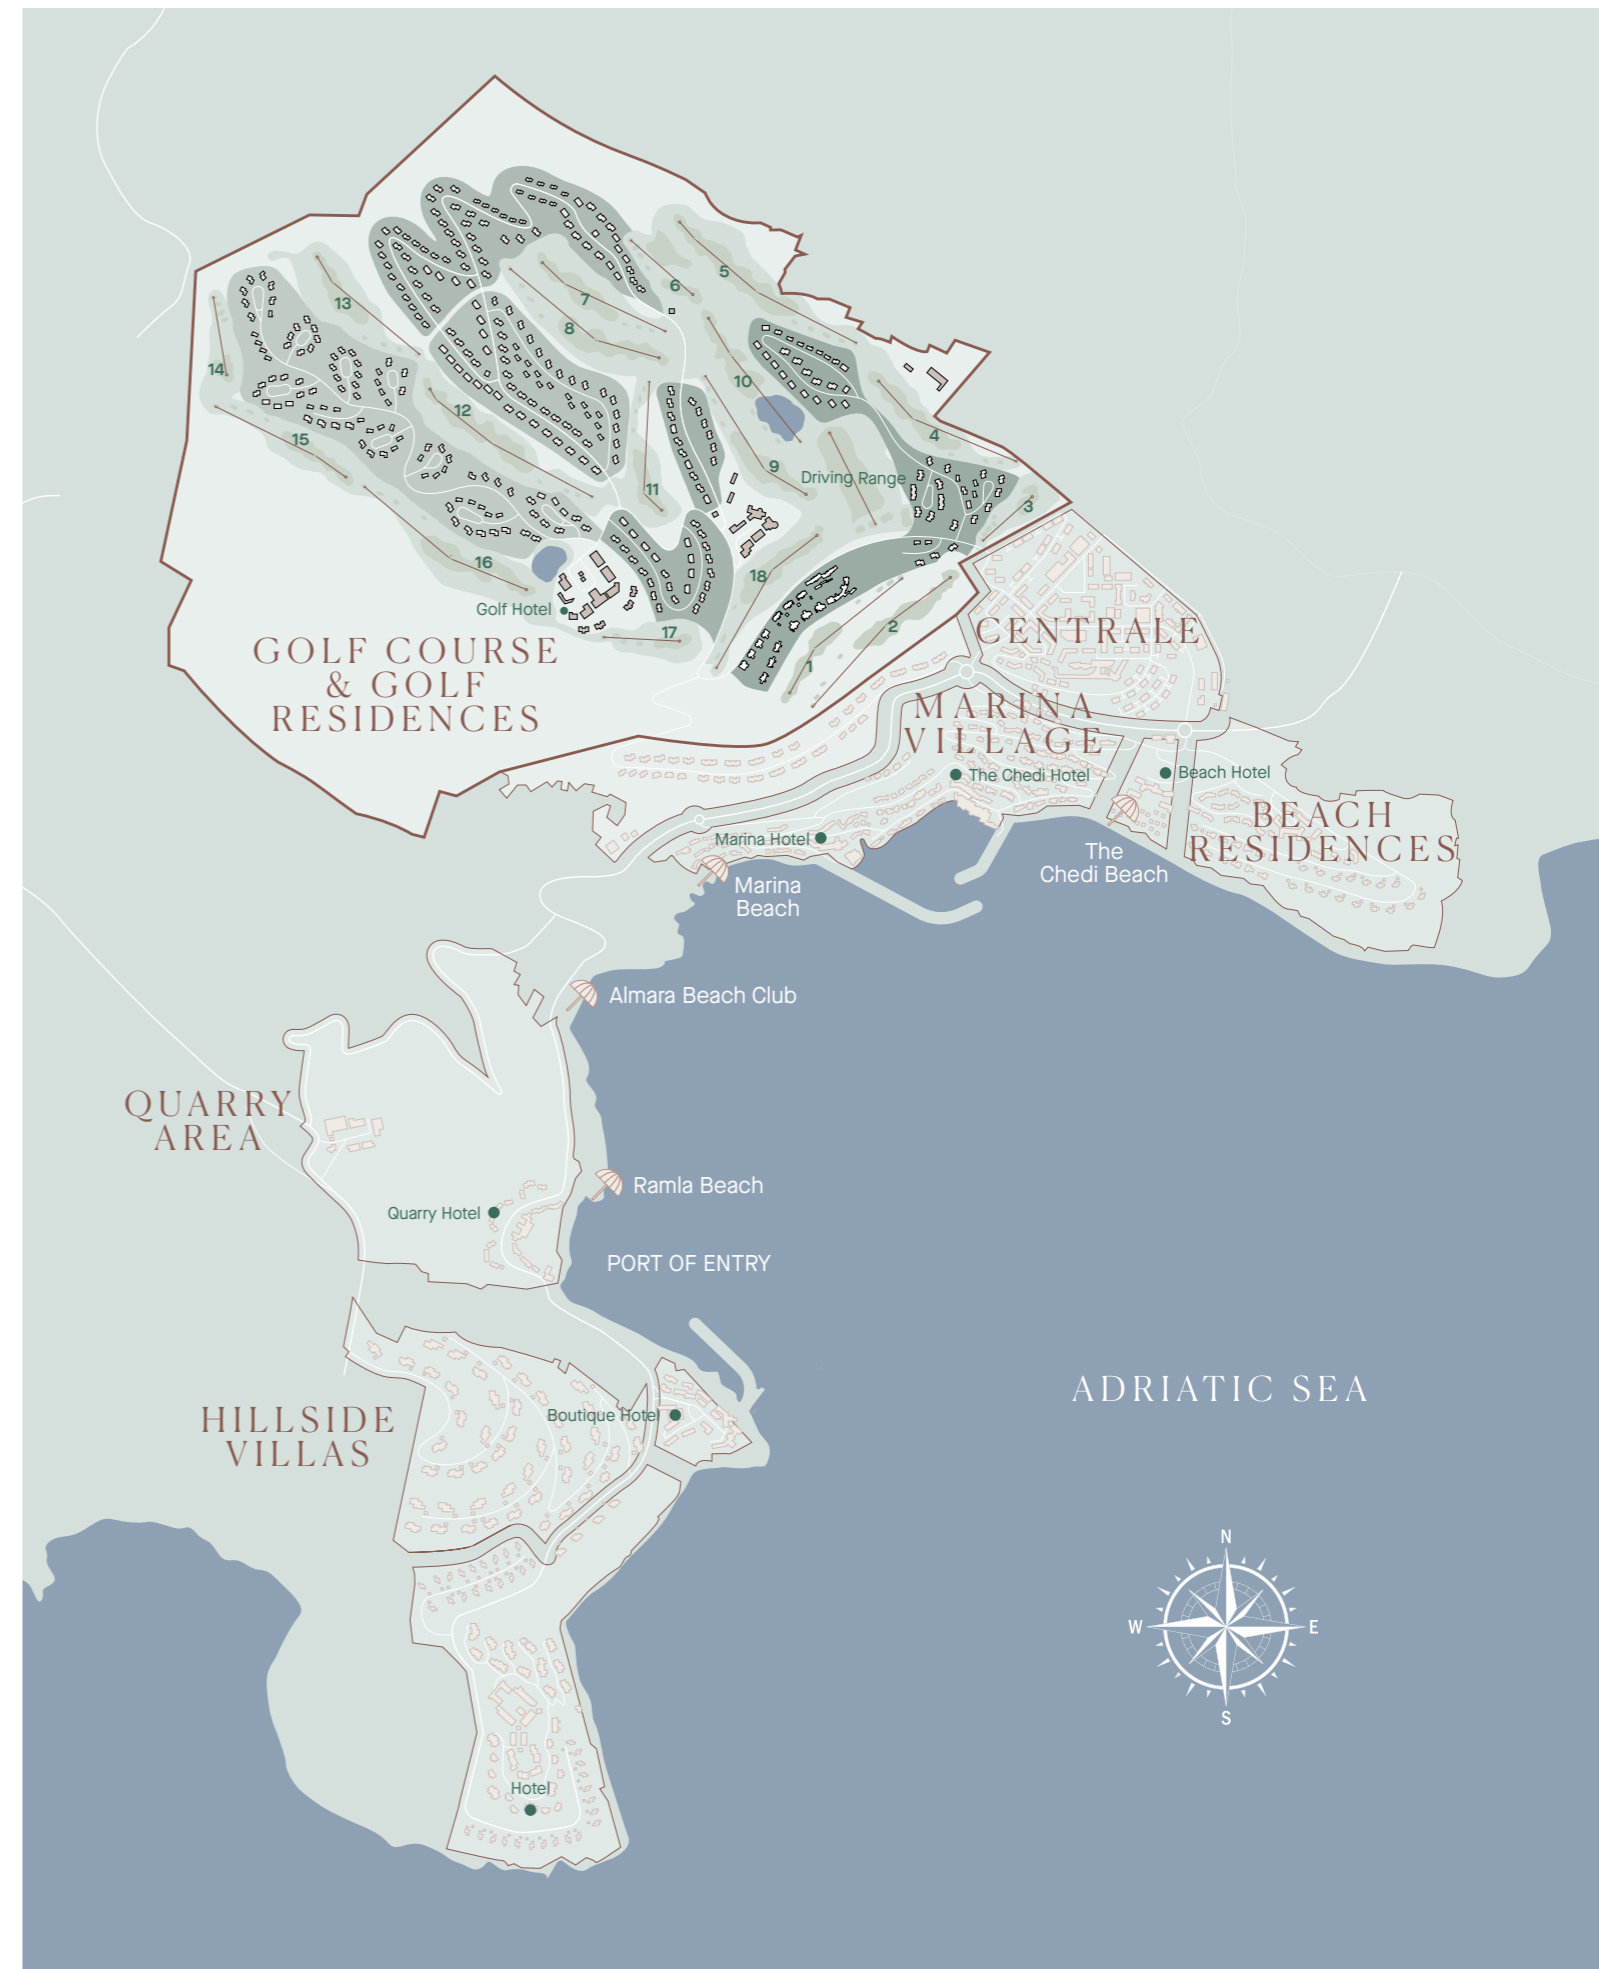 5
6
7
13
8
14
10
12
4
15
9
Driving Range
11
3
16
18
Golf Hotel
17
2
1
GOLF COURSE
& GOLF
RESIDENCES
CENTRALE
MARINA
VILLAGE
The Chedi Hotel
Beach Hotel
BEACH
RESIDENCES
Marina Hotel
The
Chedi Beach
Marina
Beach
Almara Beach Club
QUARRY
AREA
Ramla Beach
Quarry Hotel
PORT OF ENTRY
ADRIATIC SEA
HILLSIDE
VILLAS
Boutique Hotel
N
W
E
S
Hotel